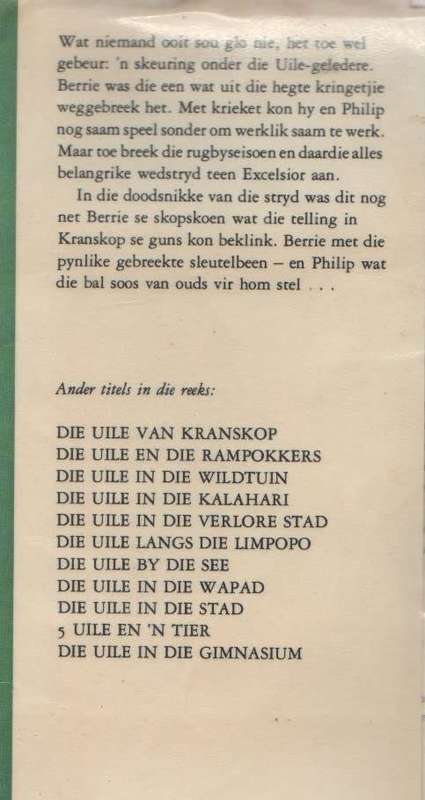 Wat niemand ooit sou glo nie, het toe wel
gebeur: 'n skeuring onder die Uile-geledere.
Berrie was die een wat uit die hegte kringetjie
weggebreek het. Met krieket kon hy en Philip
nog saam speel sonder om werklik saam te werk.
Maar toe breek die rugbyseisoen en daardie alles
belangrike wedstryd teen Excelsior aan.
In die doodsnikke van die stryd was dit nog
net Berrie se skopskoen wat die telling in
Kranskop se guns kon beklink. Berrie met die
pynlike gebreekte sleutelbeen – en Philip wat
die bal soos van ouds vir hom stel . . .
Ander titels in die reeks:
DIE UILE VAN KRANSKOP
DIE UILE EN DIE RAMPOKKERS
DIE UILE IN DIE WILDTUIN
DIE UILE IN DIE KALAHARI
DIE UILE IN DIE VERLORE STAD
DIE UILE LANGS DIE LIMPOPO
DIE UILE BY DIE SEE
DIE UILE IN DIE WAPAD
DIE UILE IN DIE STAD
5 UILE EN 'N TIER
DIE UILE IN DIE GIMNASIUM